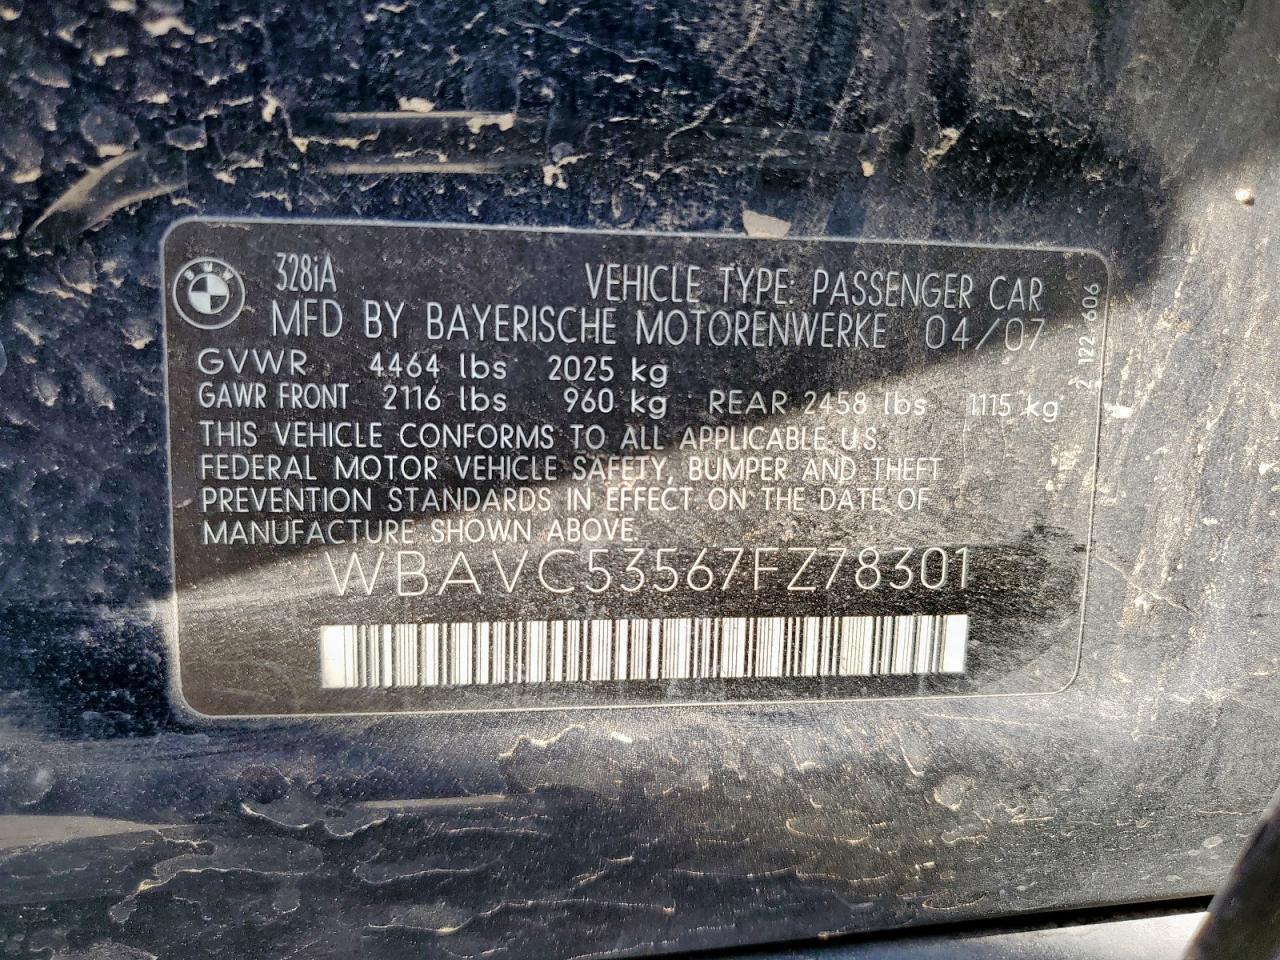 BMW
328iA VEHICLE TYPE: PASSENGER CAR
MFD BY BAYERISCHE MOTORENWERKE 04/07
GVWR 4464 lbs 2025 kg
GAWR FRONT 2116 lbs 960 kg REAR 2458 lbs 1115 kg
THIS VEHICLE CONFORMS TO ALL APPLICABLE U.S.
FEDERAL MOTOR VEHICLE SAFETY, BUMPER AND THEFT
PREVENTION STANDARDS IN EFFECT ON THE DATE OF
MANUFACTURE SHOWN ABOVE.
WBAVC53567FZ78301
2 122 606